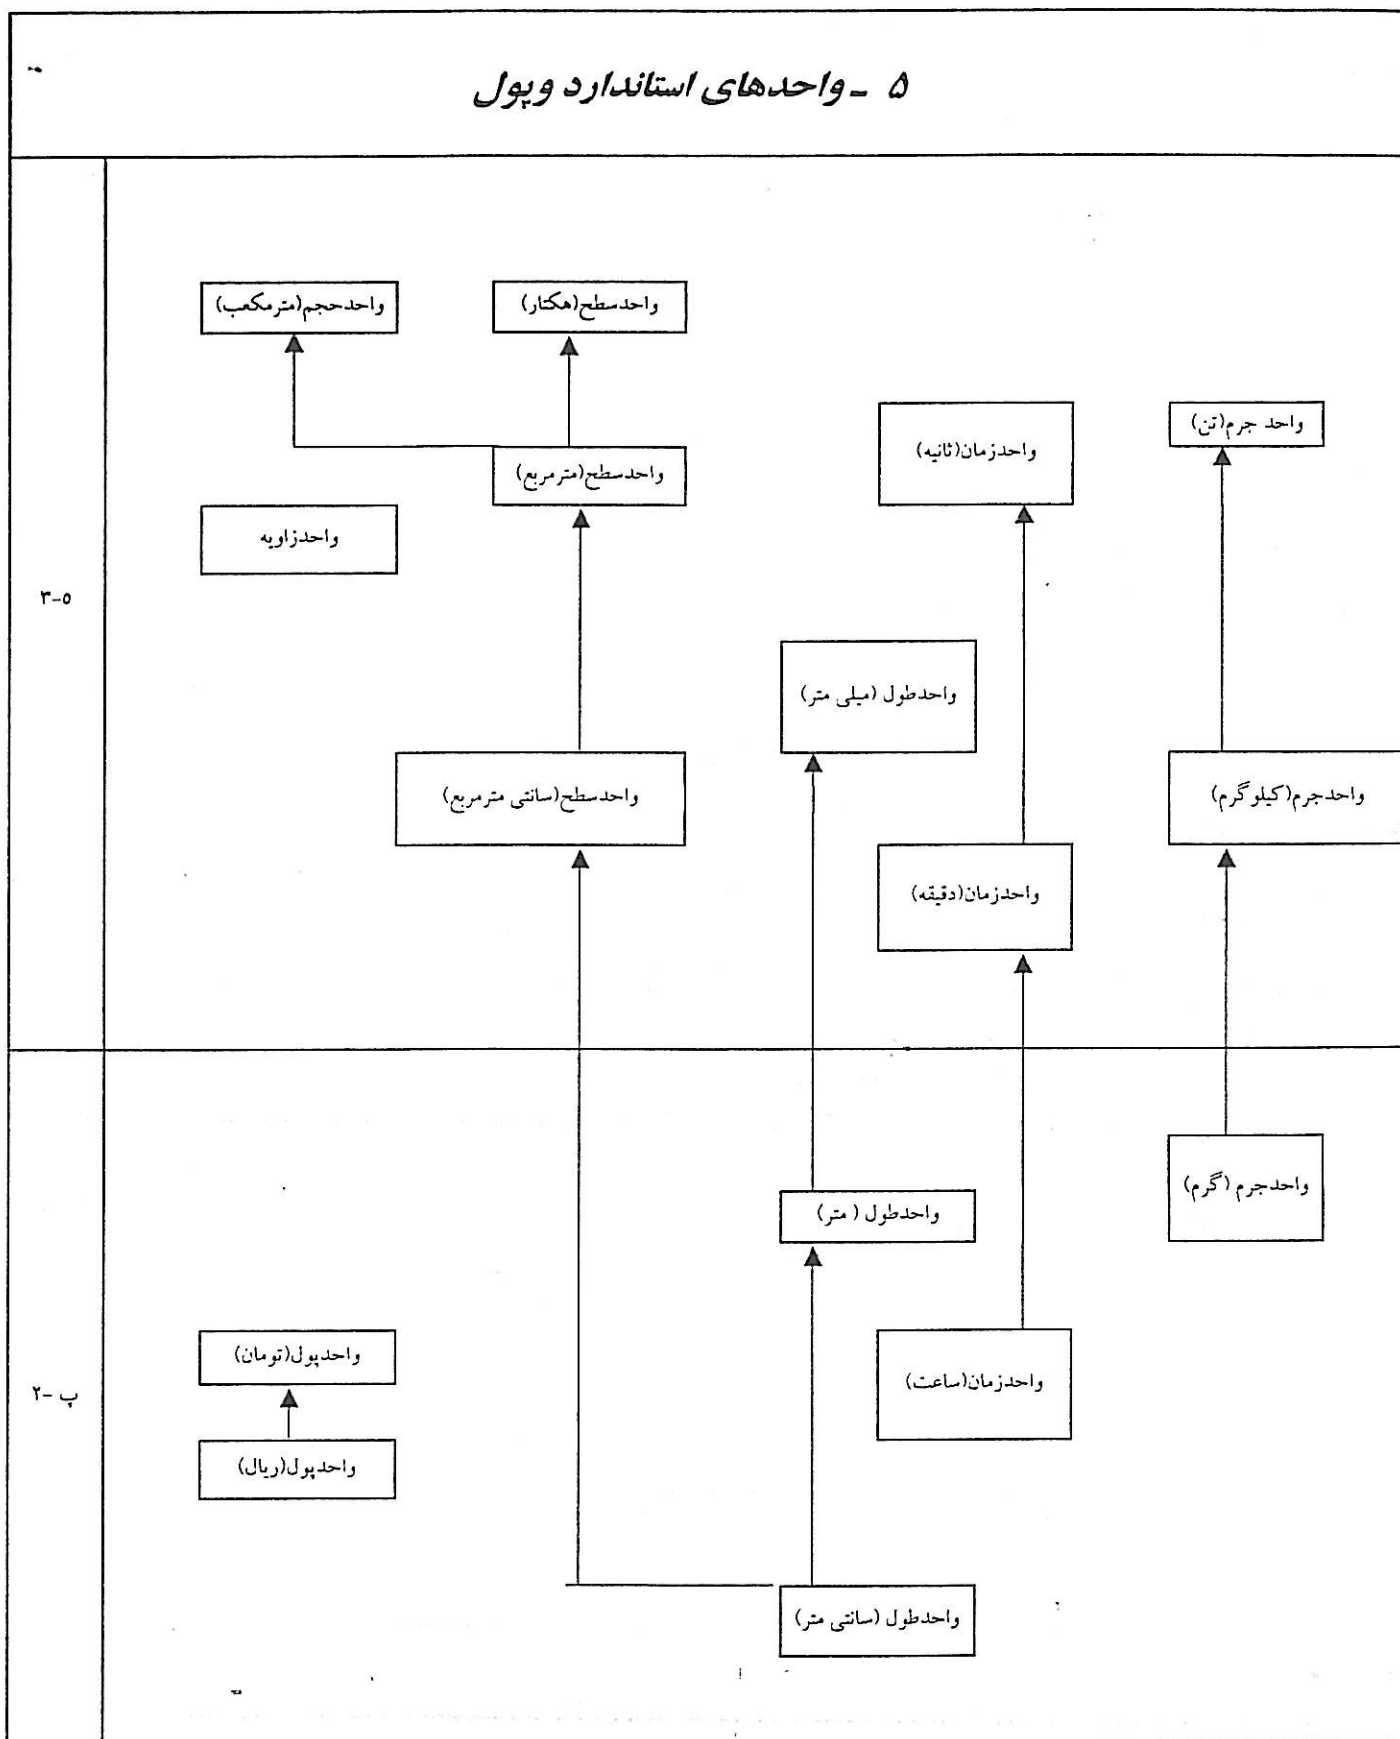 ۵ - واحدهای استاندارد و پول
واحد جرم(تن)
واحدزمان(ثانیه)
واحدسطح(هکتار)
واحدحجم(مترمکعب)
واحدسطح(مترمربع)
واحدزاویه
۳-۵
واحدطول (میلی متر)
واحدجرم(کیلوگرم)
واحدسطح(سانتی مترمربع)
واحدزمان(دقیقه)
واحدجرم (گرم)
واحدطول ( متر)
واحدزمان(ساعت)
واحدپول(تومان)
پ -۲
واحدپول(ریال)
واحدطول (سانتی متر)